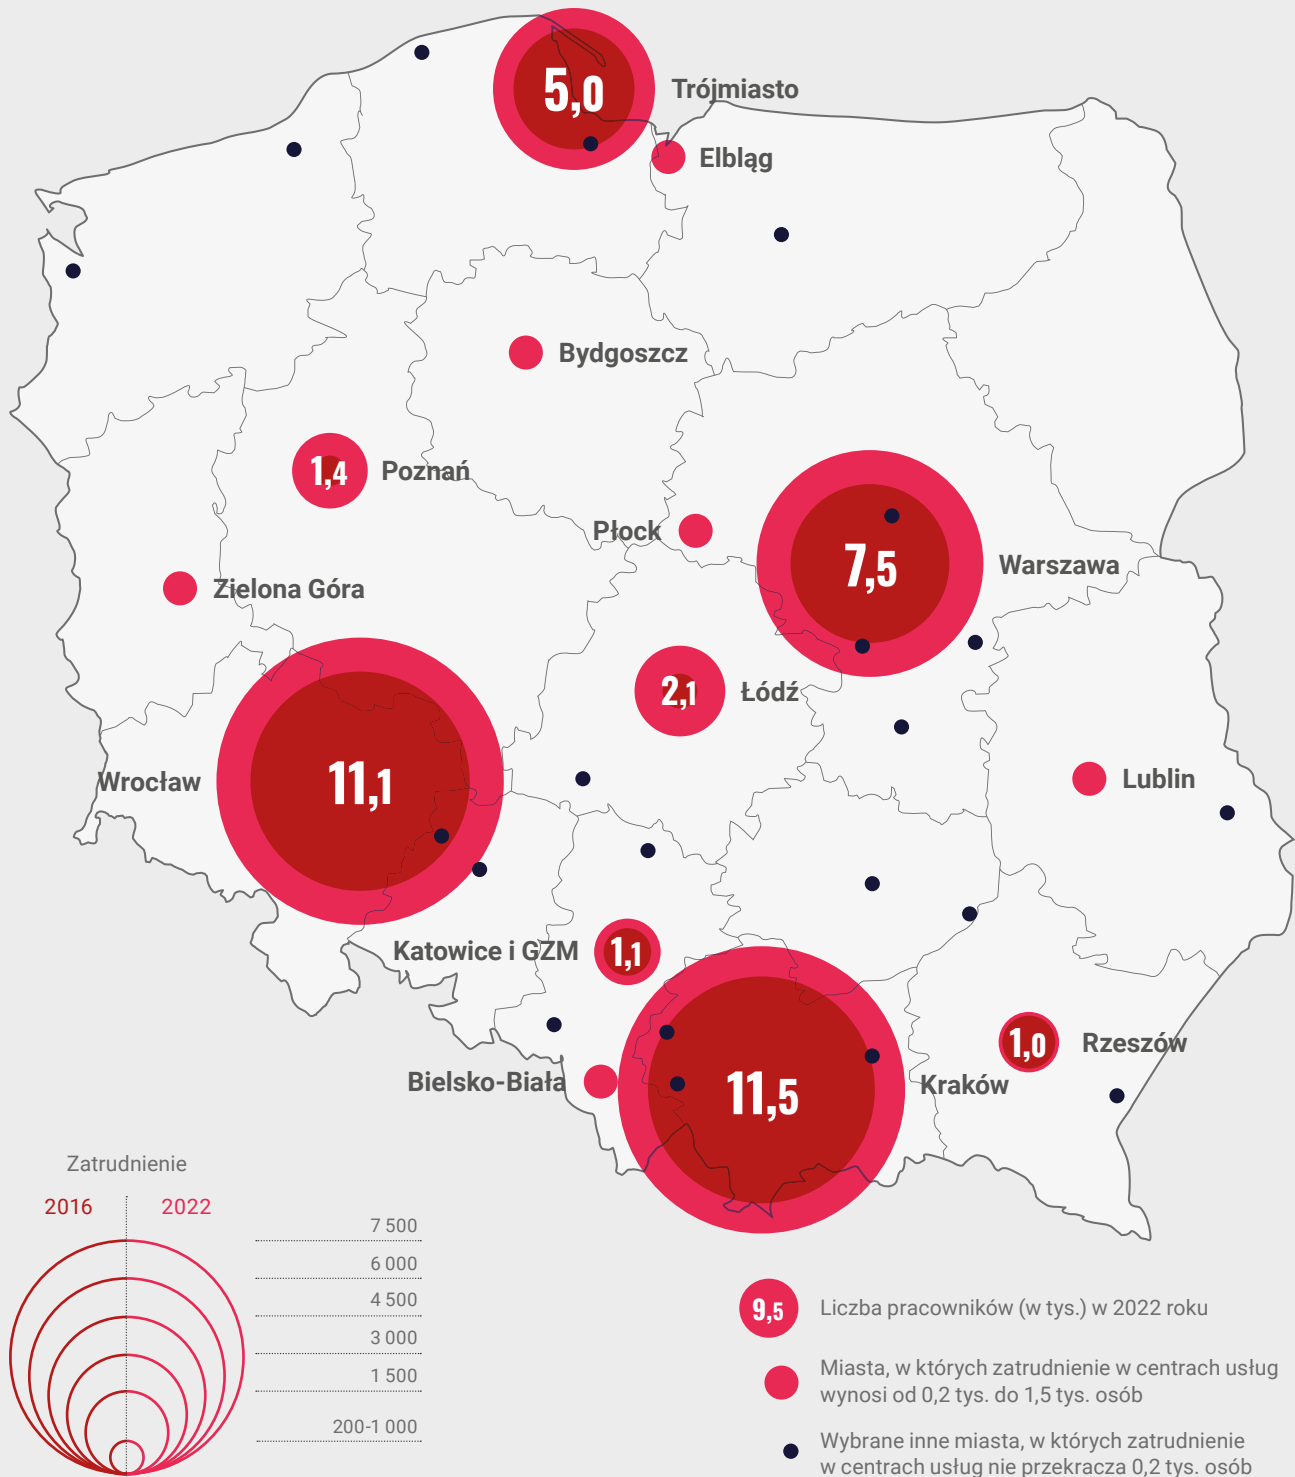 5,0
Trójmiasto
Elbląg
Bydgoszcz
1,4
Poznań
Płock
7,5
Warszawa
Zielona Góra
2,1
Łódź
11,1
Wrocław
Lublin
Katowice i GZM
1,1
1,0
Rzeszów
Bielsko-Biała
11,5
Kraków
Zatrudnienie
2016
2022
7 500
6 000
4 500
3 000
1 500
200-1 000
9,5
Liczba pracowników (w tys.) w 2022 roku
Miasta, w których zatrudnienie w centrach usług
wynosi od 0,2 tys. do 1,5 tys. osób
Wybrane inne miasta, w których zatrudnienie
w centrach usług nie przekracza 0,2 tys. osób